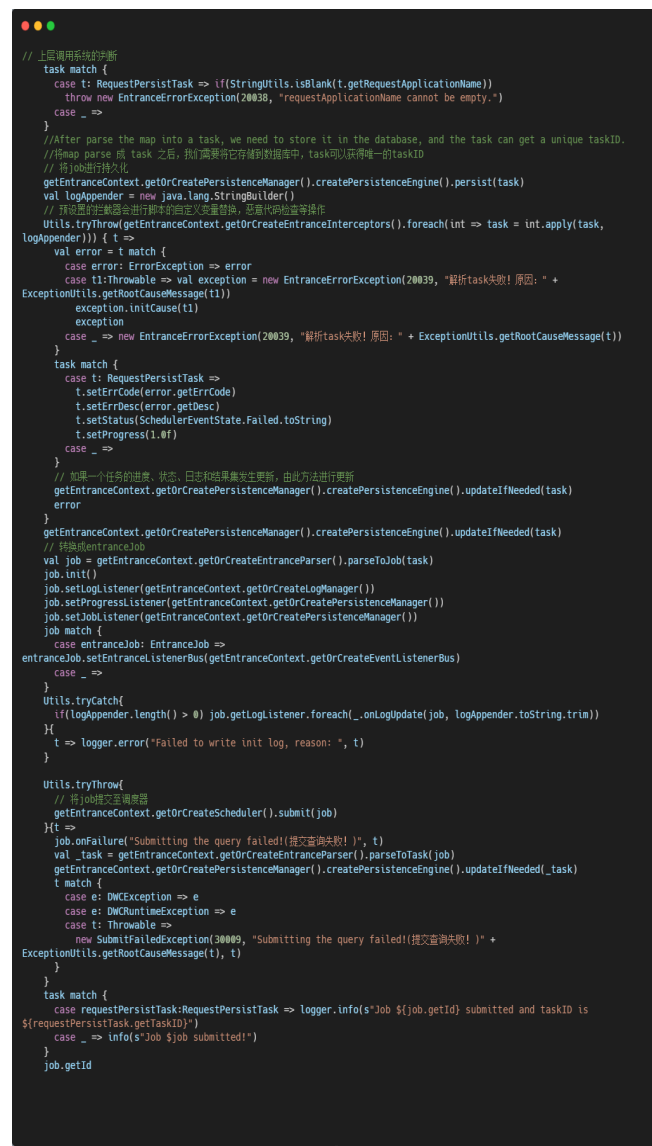 // 上层调用系统的判断
task match {
case t: RequestPersistTask => if(StringUtils.isBlank(t.getRequestApplicationName))
throw new EntranceErrorException(20038, "requestApplicationName cannot be empty.")
case _ =>
}
//After parse the map into a task, we need to store it in the database, and the task can get a unique taskID.
//将map parse 成 task 之后，我们需要将它存储到数据库中，task可以获得唯一的taskID
// 将job进行持久化
getEntranceContext.getOrCreatePersistenceManager().createPersistenceEngine().persist(task)
val logAppender = new java.lang.StringBuilder()
// 预设置的拦截器会进行脚本的自定义变量替换，恶意代码检查等操作
Utils.tryThrow(getEntranceContext.getOrCreateEntranceInterceptors().foreach(int => task = int.apply(task,
logAppender))) { t =>
val error = t match {
case error: ErrorException => error
case t1:Throwable => val exception = new EntranceErrorException(20039, "解析task失败！原因：" +
ExceptionUtils.getRootCauseMessage(t1))
exception.initCause(t1)
exception
case _ => new EntranceErrorException(20039, "解析task失败！原因：" + ExceptionUtils.getRootCauseMessage(t))
}
task match {
case t: RequestPersistTask =>
t.setErrCode(error.getErrCode)
t.setErrDesc(error.getDesc)
t.setStatus(SchedulerEventState.Failed.toString)
t.setProgress(1.0f)
case _ =>
}
// 如果一个任务的进度、状态、日志和结果集发生更新，由此方法进行更新
getEntranceContext.getOrCreatePersistenceManager().createPersistenceEngine().updateIfNeeded(task)
error
}
getEntranceContext.getOrCreatePersistenceManager().createPersistenceEngine().updateIfNeeded(task)
// 转换成entranceJob
val job = getEntranceContext.getOrCreateEntranceParser().parseToJob(task)
job.init()
job.setLogListener(getEntranceContext.getOrCreateLogManager())
job.setProgressListener(getEntranceContext.getOrCreatePersistenceManager())
job.setJobListener(getEntranceContext.getOrCreatePersistenceManager())
job match {
case entranceJob: EntranceJob =>
entranceJob.setEntranceListenerBus(getEntranceContext.getOrCreateEventListenerBus)
case _ =>
}
Utils.tryCatch{
if(logAppender.length() > 0) job.getLogListener.foreach(_.onLogUpdate(job, logAppender.toString.trim))
}{
t => logger.error("Failed to write init log, reason: ", t)
}
Utils.tryThrow{
// 将job提交至调度器
getEntranceContext.getOrCreateScheduler().submit(job)
}{t =>
job.onFailure("Submitting the query failed!(提交查询失败！)", t)
val _task = getEntranceContext.getOrCreateEntranceParser().parseToTask(job)
getEntranceContext.getOrCreatePersistenceManager().createPersistenceEngine().updateIfNeeded(_task)
t match {
case e: DWCException => e
case e: DWCRuntimeException => e
case t: Throwable =>
new SubmitFailedException(30009, "Submitting the query failed!(提交查询失败！)" +
ExceptionUtils.getRootCauseMessage(t), t)
}
}
task match {
case requestPersistTask:RequestPersistTask => logger.info(s"Job ${job.getId} submitted and taskID is
${requestPersistTask.getTaskID}")
case _ => info(s"Job $job submitted!")
}
job.getId